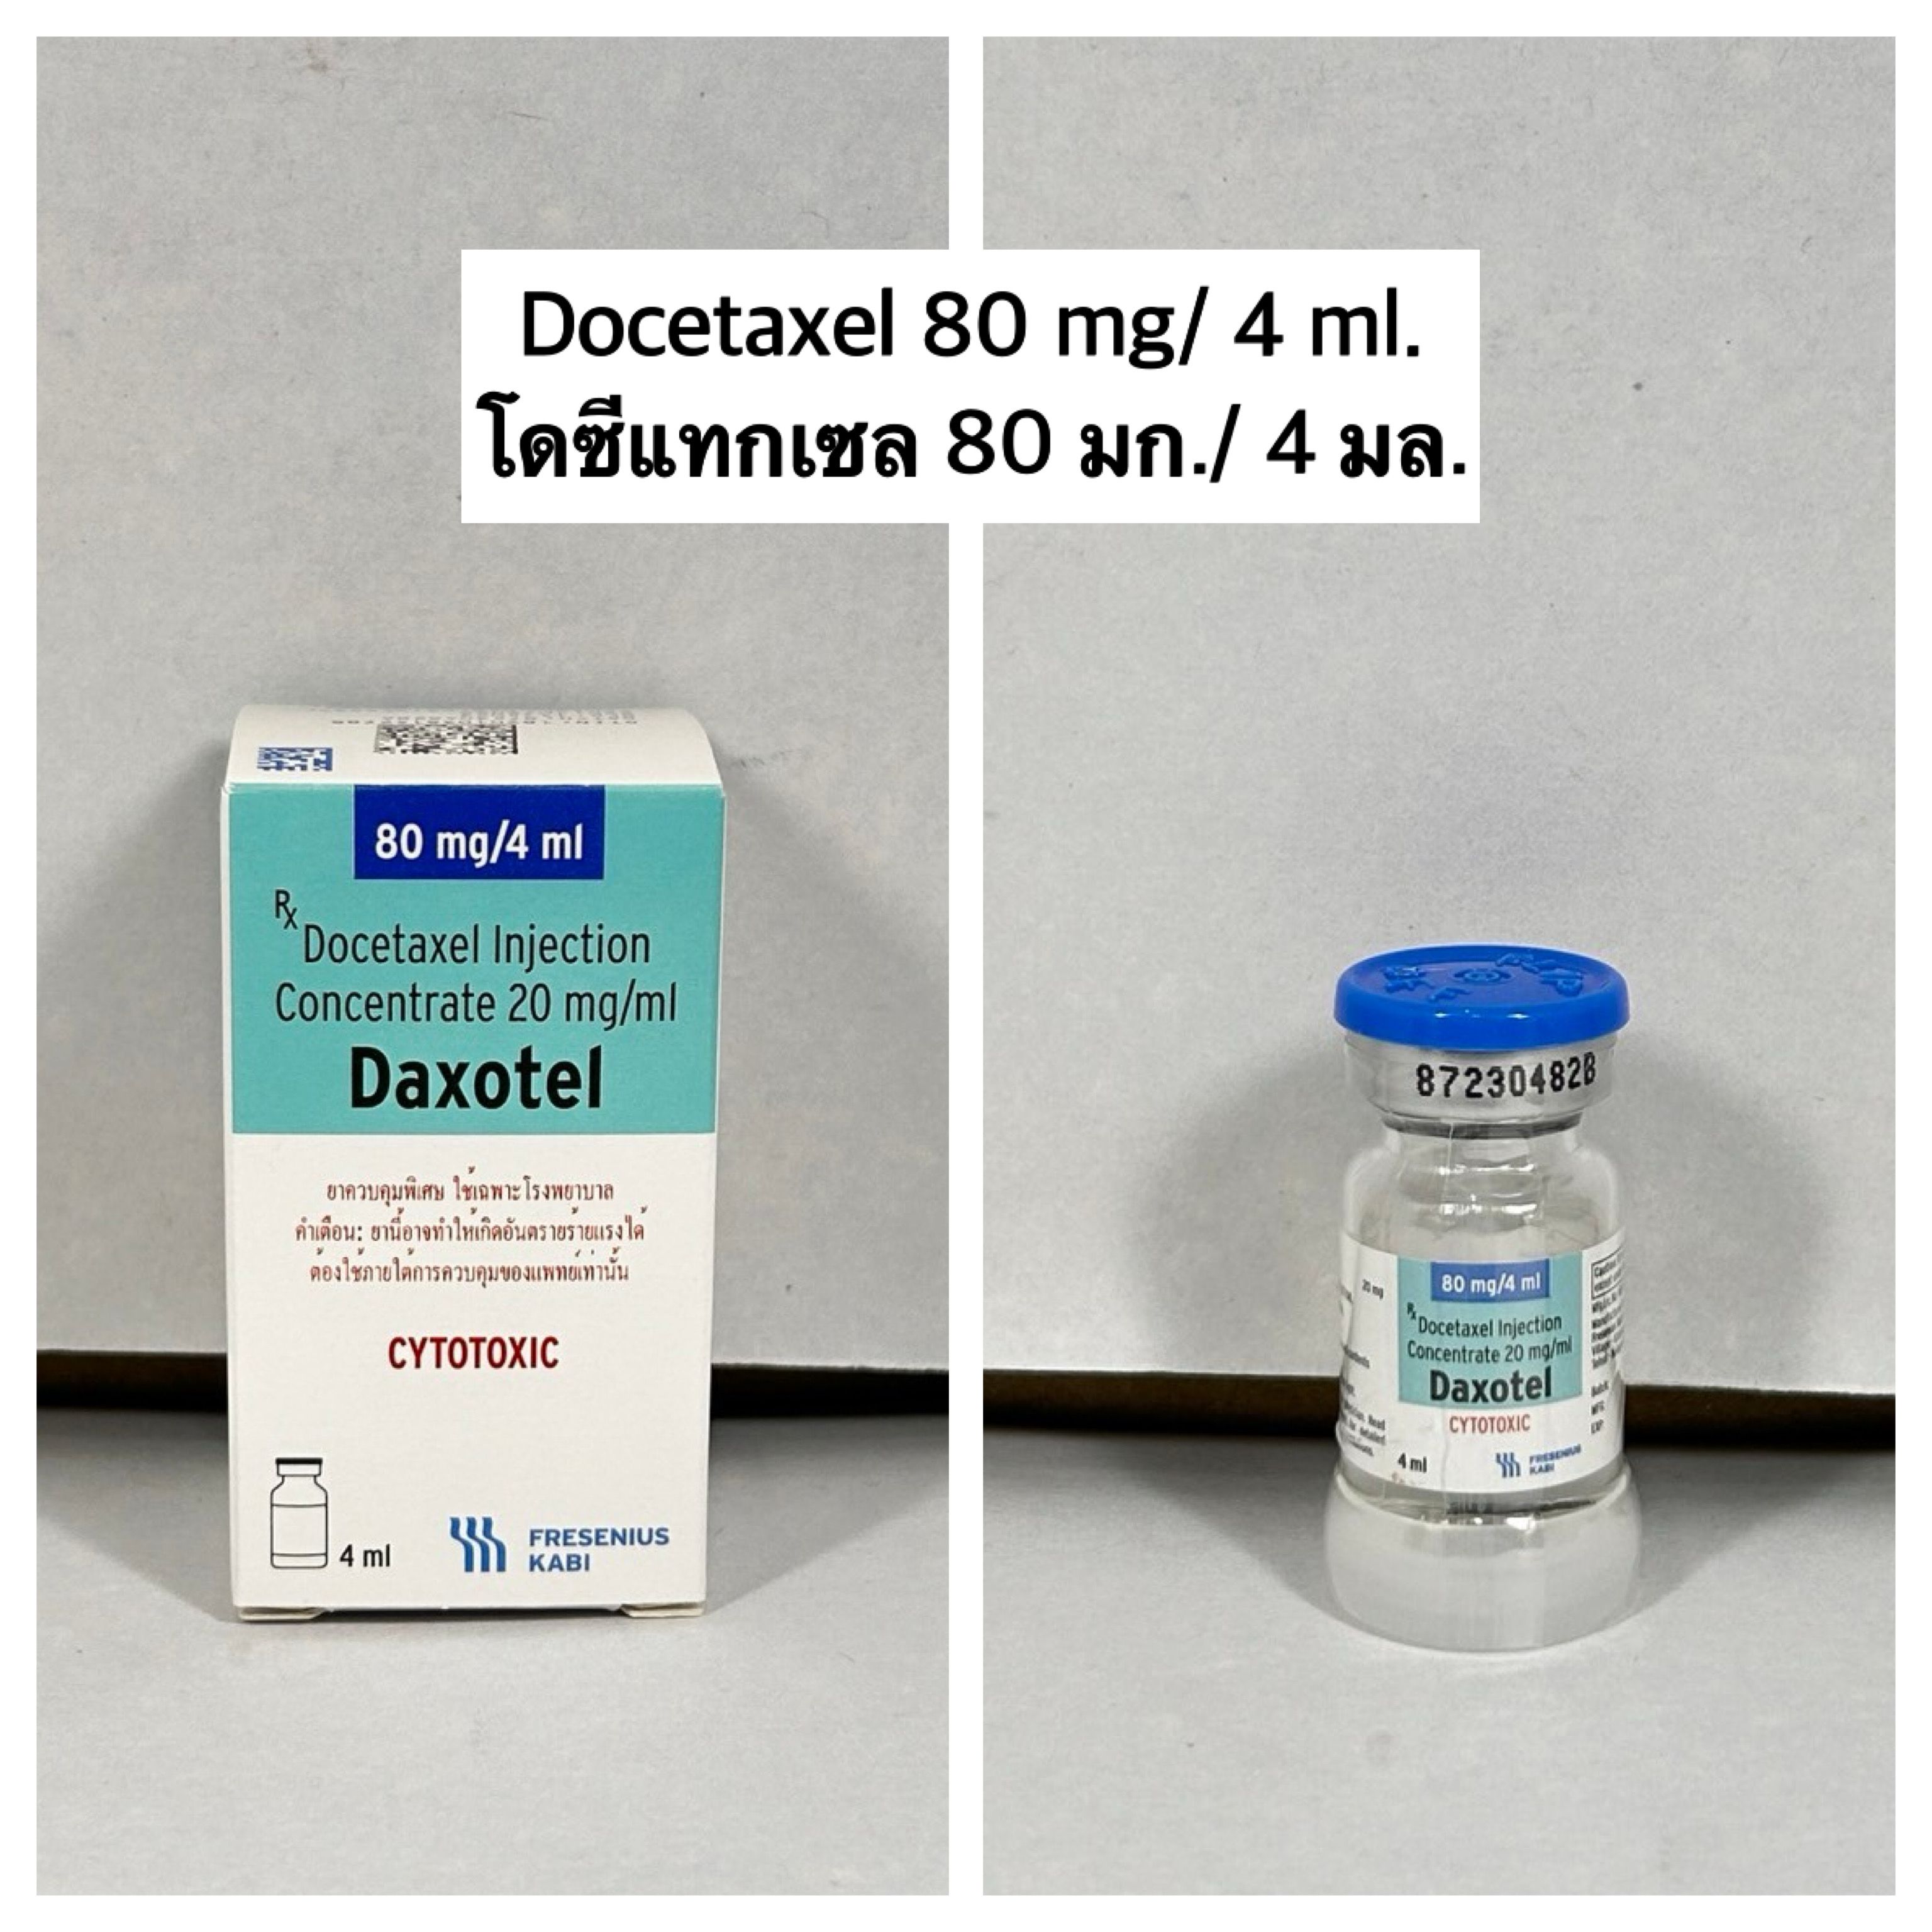 Docetaxel 80 mg/ 4 ml.
โดซีแทกเซล 80 มก./ 4 มล.
80 mg/4 ml
Rx
Docetaxel Injection
Concentrate 20 mg/ml
Daxotel
ยาควบคุมพิเศษ ใช้เฉพาะโรงพยาบาล
คำเตือน: ยานี้อาจทำให้เกิดอันตรายร้ายแรงได้
ต้องใช้ภายใต้การควบคุมของแพทย์เท่านั้น
CYTOTOXIC
4 ml
FRESENIUS
KABI
87230482B
20 mg
80 mg/4 ml
Rx
Docetaxel Injection
Concentrate 20 mg/ml
Daxotel
CYTOTOXIC
4 ml
FRESENIUS
KABI